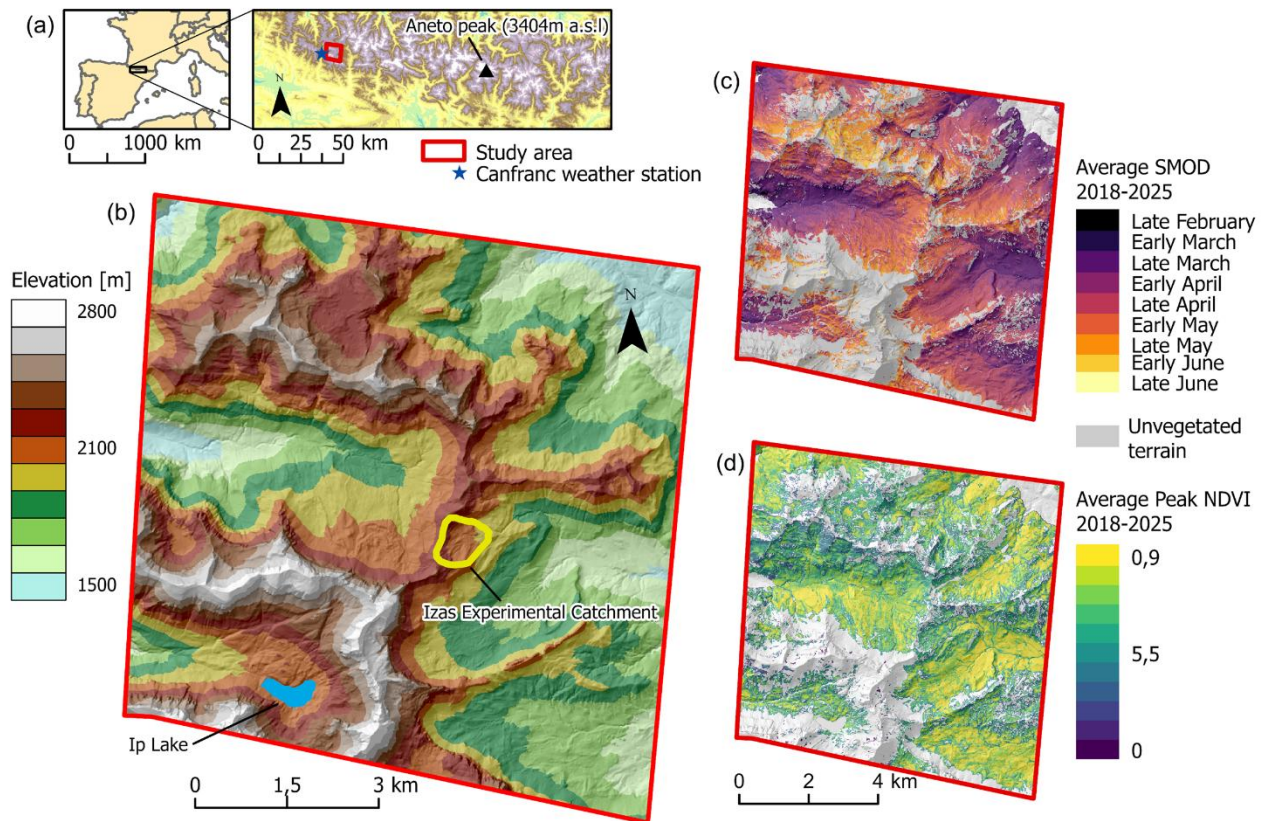 (a)
Aneto peak (3404m a.s.l)
N
0 1000 km
0 25 50 km
Study area
Canfranc weather station
(b)
Elevation [m]
2800
2100
1500
N
Izas Experimental Catchment
Ip Lake
0 1,5 3 km
(c)
Average SMOD
2018-2025
Late February
Early March
Late March
Early April
Late April
Early May
Late May
Early June
Late June
Unvegetated
terrain
(d)
Average Peak NDVI
2018-2025
0,9
5,5
0
0 2 4 km